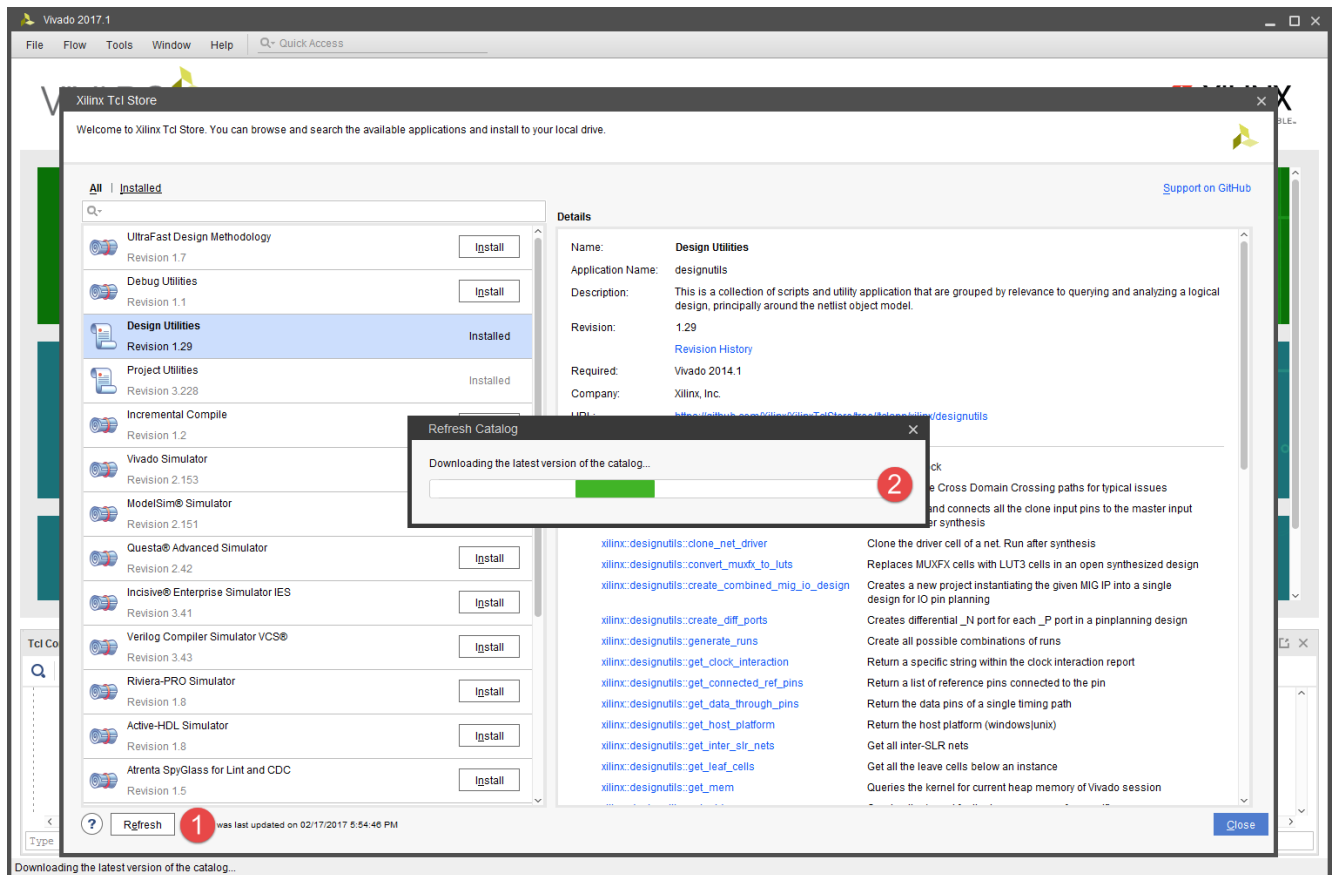 Vivado 2017.1
File Flow Tools Window Help Quick Access
Xilinx Tcl Store
Welcome to Xilinx Tcl Store. You can browse and search the available applications and install to your local drive.
All | Installed
Support on GitHub
UltraFast Design Methodology
Revision 1.7
Install
Debug Utilities
Revision 1.1
Install
Design Utilities
Revision 1.29
Installed
Project Utilities
Revision 3.228
Installed
Incremental Compile
Revision 1.2
Vivado Simulator
Revision 2.153
ModelSim® Simulator
Revision 2.151
Questa® Advanced Simulator
Revision 2.42
Install
Incisive® Enterprise Simulator IES
Revision 3.41
Install
Verilog Compiler Simulator VCS®
Revision 3.43
Install
Riviera-PRO Simulator
Revision 1.8
Install
Active-HDL Simulator
Revision 1.8
Install
Atrenta SpyGlass for Lint and CDC
Revision 1.5
Install
Details
Name: Design Utilities
Application Name: designutils
Description: This is a collection of scripts and utility application that are grouped by relevance to querying and analyzing a logical
design, principally around the netlist object model.
Revision: 1.29
Revision History
Required: Vivado 2014.1
Company: Xilinx, Inc.
Refresh Catalog
Downloading the latest version of the catalog...
2
Cross Domain Crossing paths for typical issues
and connects all the clone input pins to the master input
synthesis
xilinx::designutils::clone_net_driver Clone the driver cell of a net. Run after synthesis
xilinx::designutils::convert_muxfx_to_luts Replaces MUXFX cells with LUT3 cells in an open synthesized design
xilinx::designutils::create_combined_mig_io_design Creates a new project instantiating the given MIG IP into a single
design for IO pin planning
xilinx::designutils::create_diff_ports Creates differential _N port for each _P port in a pinplanning design
xilinx::designutils::generate_runs Create all possible combinations of runs
xilinx::designutils::get_clock_interaction Return a specific string within the clock interaction report
xilinx::designutils::get_connected_ref_pins Return a list of reference pins connected to the pin
xilinx::designutils::get_data_through_pins Return the data pins of a single timing path
xilinx::designutils::get_host_platform Return the host platform (windows|unix)
xilinx::designutils::get_inter_slr_nets Get all inter-SLR nets
xilinx::designutils::get_leaf_cells Get all the leave cells below an instance
xilinx::designutils::get_mem Queries the kernel for current heap memory of Vivado session
? Refresh 1 was last updated on 02/17/2017 5:54:46 PM
Close
Tcl Co
Type
Downloading the latest version of the catalog...